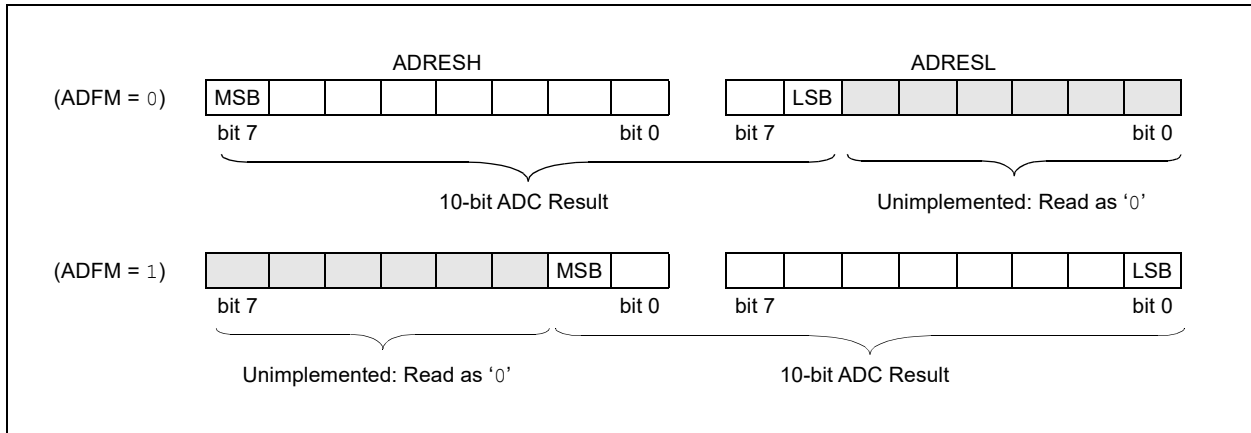 ADRESH ADRESL
(ADFM = 0) MSB LSB
bit 7 bit 0 bit 7 bit 0
10-bit ADC Result Unimplemented: Read as ‘0’
(ADFM = 1) MSB LSB
bit 7 bit 0 bit 7 bit 0
Unimplemented: Read as ‘0’ 10-bit ADC Result